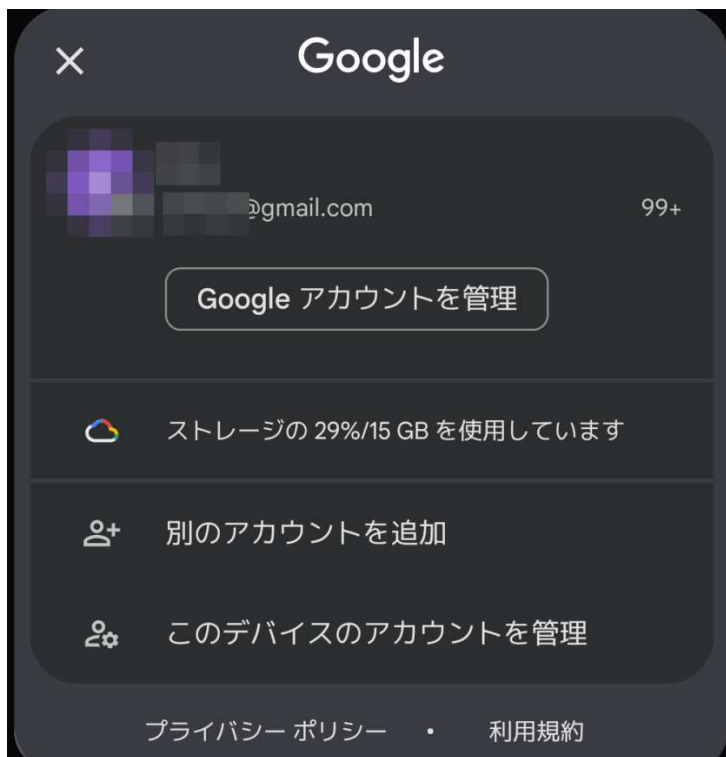 Google
@gmail.com
99+
Google アカウントを管理
ストレージの 29%/15 GB を使用しています
別のアカウントを追加
このデバイスのアカウントを管理
プライバシー ポリシー • 利用規約